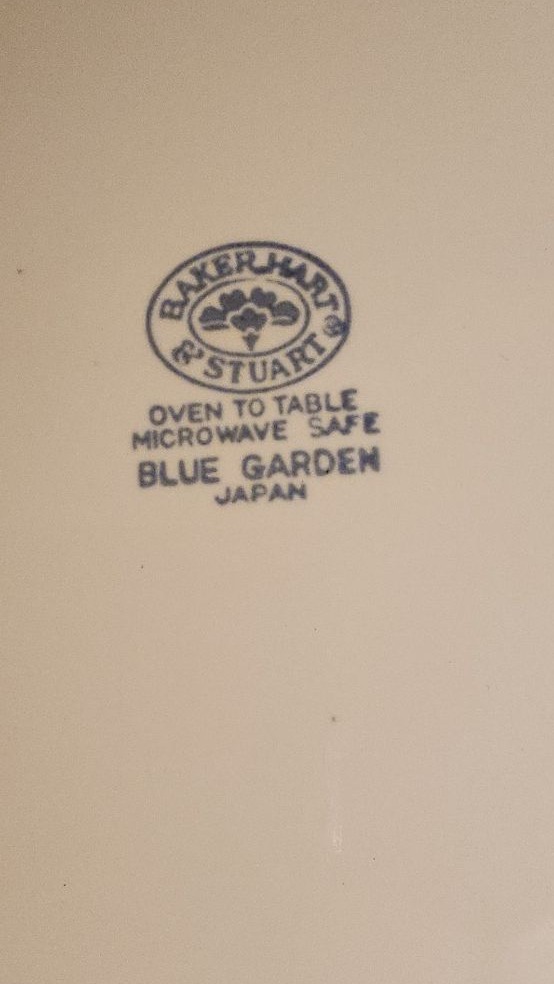 BAKER, HART
& STUART ®
OVEN TO TABLE
MICROWAVE SAFE
BLUE GARDEN
JAPAN